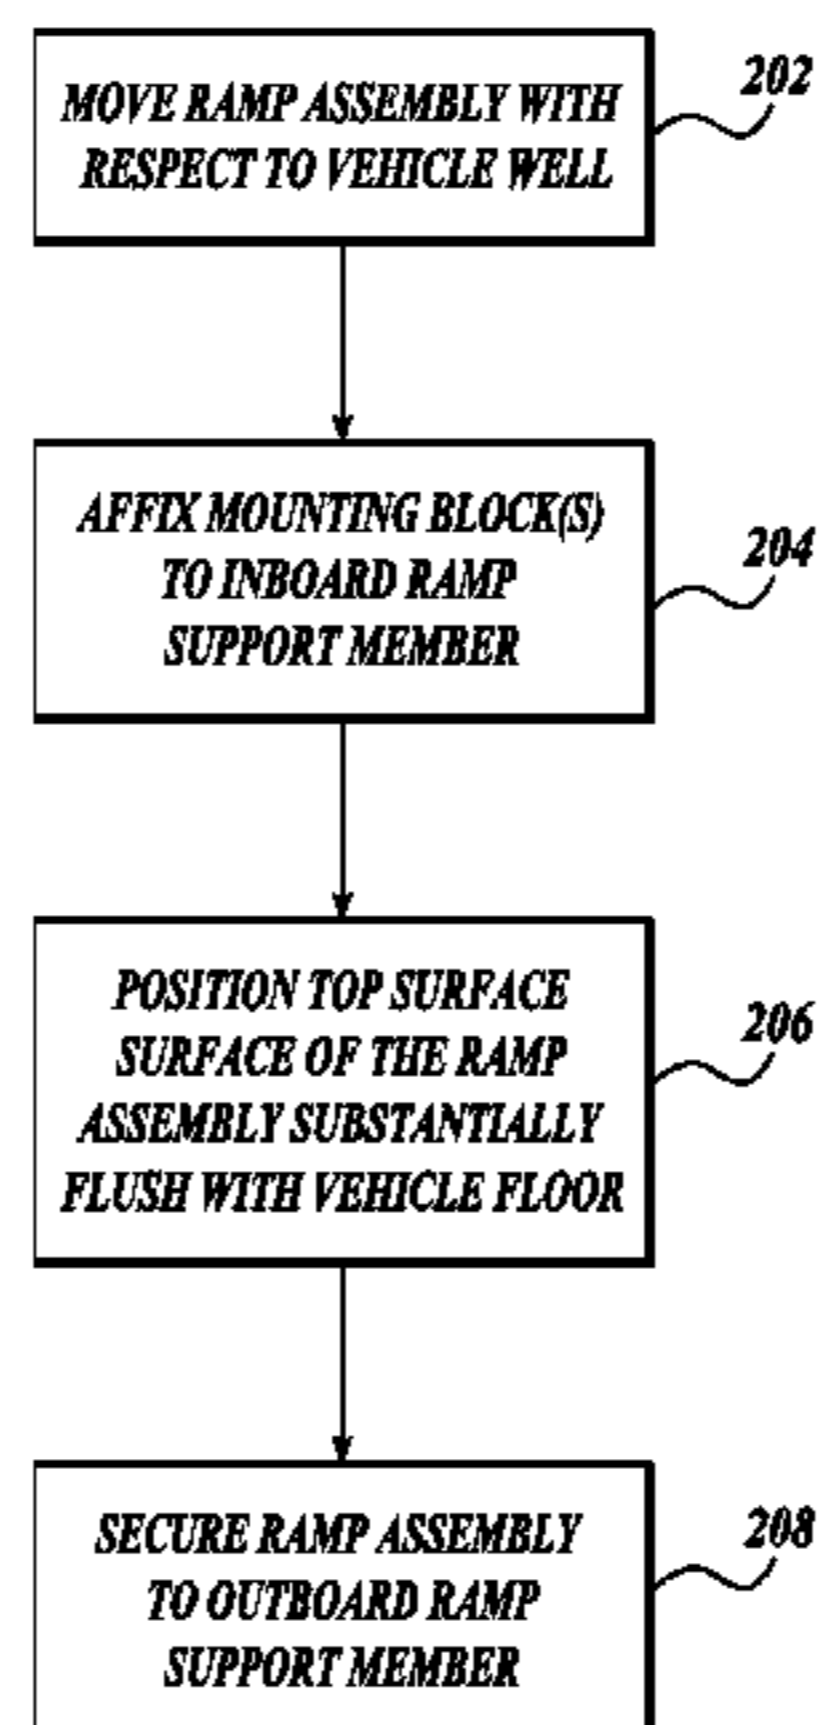 MOVE RAMP ASSEMBLY WITH
RESPECT TO VEHICLE WELL
202
AFFIX MOUNTING BLOCK(S)
TO INBOARD RAMP
SUPPORT MEMBER
204
POSITION TOP SURFACE
SURFACE OF THE RAMP
ASSEMBLY SUBSTANTIALLY
FLUSH WITH VEHICLE FLOOR
206
SECURE RAMP ASSEMBLY
TO OUTBOARD RAMP
SUPPORT MEMBER
208